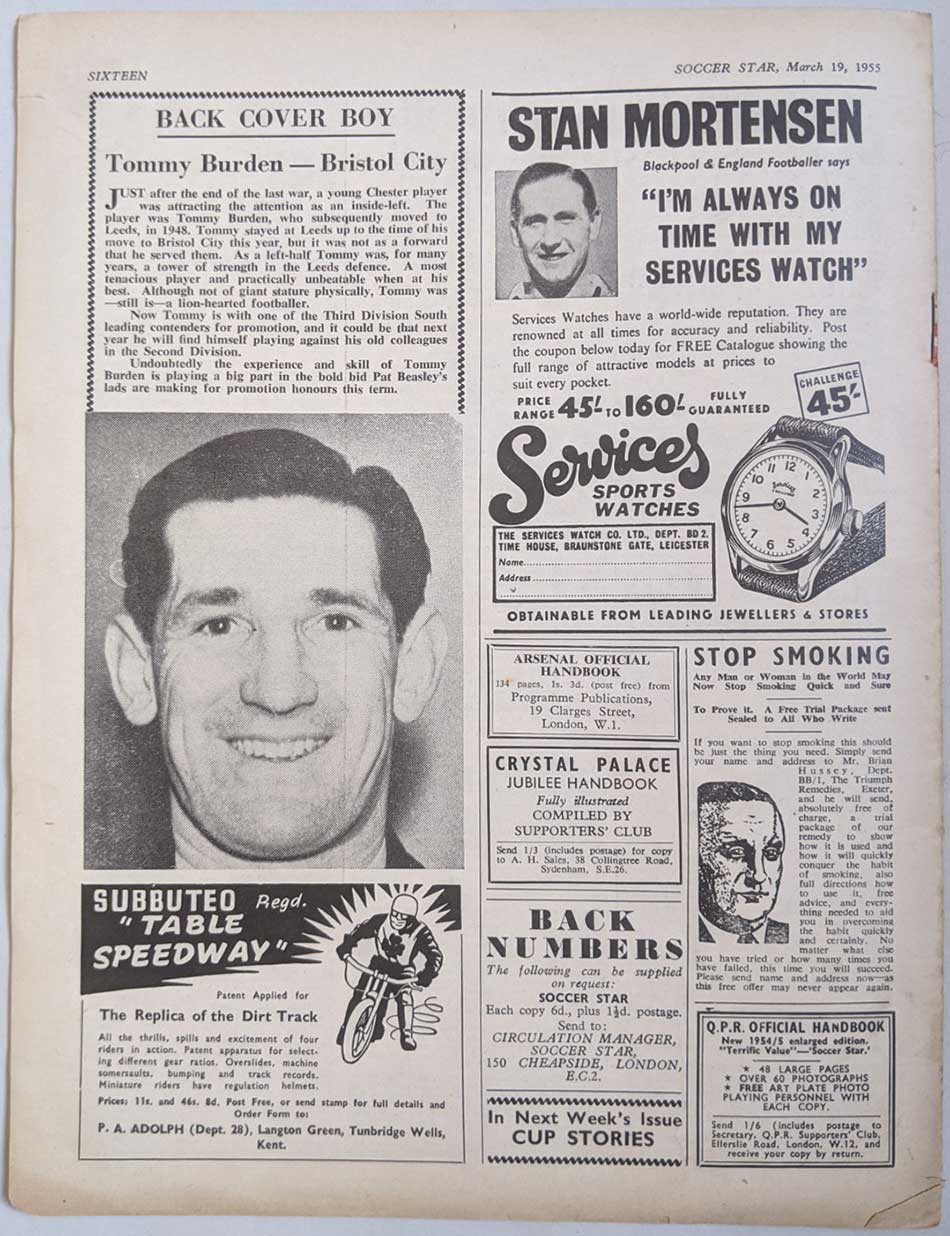 SIXTEEN
SOCCER STAR, March 19, 1955
BACK COVER BOY
Tommy Burden — Bristol City
JUST after the end of the last war, a young Chester player
was attracting the attention as an inside-left. The
player was Tommy Burden, who subsequently moved to
Leeds, in 1948. Tommy stayed at Leeds up to the time of his
move to Bristol City this year, but it was not as a forward
that he served them. As a left-half Tommy was, for many
years, a tower of strength in the Leeds defence. A most
tenacious player and practically unbeatable when at his
best. Although not of giant stature physically, Tommy was
—still is—a lion-hearted footballer.
Now Tommy is with one of the Third Division South
leading contenders for promotion, and it could be that next
year he will find himself playing against his old colleagues
in the Second Division.
Undoubtedly the experience and skill of Tommy
Burden is playing a big part in the bold bid Pat Beasley's
lads are making for promotion honours this term.
SUBBUTEO Regd.
"TABLE
SPEEDWAY"
Patent Applied for
The Replica of the Dirt Track
All the thrills, spills and excitement of four
riders in action. Patent apparatus for select-
ing different gear ratios. Overslides, machine
somersaults, bumping and track records.
Miniature riders have regulation helmets.
Prices: 11s. and 46s. 8d. Post Free, or send stamp for full details and
Order Form to:
P. A. ADOLPH (Dept. 28), Langton Green, Tunbridge Wells,
Kent.
STAN MORTENSEN
Blackpool & England Footballer says
"I'M ALWAYS ON
TIME WITH MY
SERVICES WATCH"
Services Watches have a world-wide reputation. They are
renowned at all times for accuracy and reliability. Post
the coupon below today for FREE Catalogue showing the
full range of attractive models at prices to
suit every pocket.
CHALLENGE
45/-
PRICE RANGE 45/- TO 160/- FULLY GUARANTEED
Services
SPORTS
WATCHES
THE SERVICES WATCH CO. LTD., DEPT. BD 2.
TIME HOUSE, BRAUNSTONE GATE, LEICESTER
Name
Address
12
1
2
3
4
5
6
7
8
9
10
11
Services
OBTAINABLE FROM LEADING JEWELLERS & STORES
ARSENAL OFFICIAL
HANDBOOK
134 pages, 1s. 3d. (post free) from
Programme Publications,
19 Clarges Street,
London, W.1.
CRYSTAL PALACE
JUBILEE HANDBOOK
Fully illustrated
COMPILED BY
SUPPORTERS' CLUB
Send 1/3 (includes postage) for copy
to A. H. Sales, 38 Collingtree Road,
Sydenham, S.E.26.
BACK
NUMBERS
The following can be supplied
on request:
SOCCER STAR
Each copy 6d., plus 1½d. postage.
Send to:
CIRCULATION MANAGER,
SOCCER STAR,
150 CHEAPSIDE, LONDON,
E.C.2.
In Next Week's Issue
CUP STORIES
STOP SMOKING
Any Man or Woman in the World May
Now Stop Smoking Quick and Sure
To Prove it. A Free Trial Package sent
Sealed to All Who Write
If you want to stop smoking this should
be just the thing you need. Simply send
your name and address to Mr. Brian
Hussey, Dept.
BB/1, The Triumph
Remedies, Exeter,
and he will send,
absolutely free of
charge, a trial
package of our
remedy to show
how it is used and
how it will quickly
conquer the habit
of smoking, also
full directions how
to use it, free
advice, and every-
thing needed to aid
you in overcoming
the habit quickly
and certainly. No
matter what else
you have tried or how many times you
have failed, this time you will succeed.
Please send name and address now—as
this free offer may never appear again.
Q.P.R. OFFICIAL HANDBOOK
New 1954/5 enlarged edition.
"Terrific Value"—'Soccer Star.'
★ 48 LARGE PAGES
★ OVER 60 PHOTOGRAPHS
★ FREE ART PLATE PHOTO
PLAYING PERSONNEL WITH
EACH COPY.
Send 1/6 (includes postage to
Secretary, Q.P.R. Supporters' Club,
Ellerslie Road, London, W.12, and
receive your copy by return.